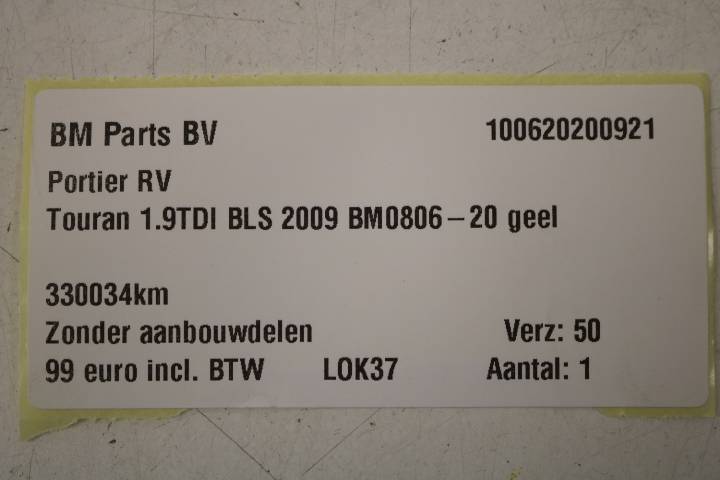 BM Parts BV 100620200921
Portier RV
Touran 1.9TDI BLS 2009 BM0806-20 geel
330034km
Zonder aanbouwdelen Verz: 50
99 euro incl. BTW LOK37 Aantal: 1